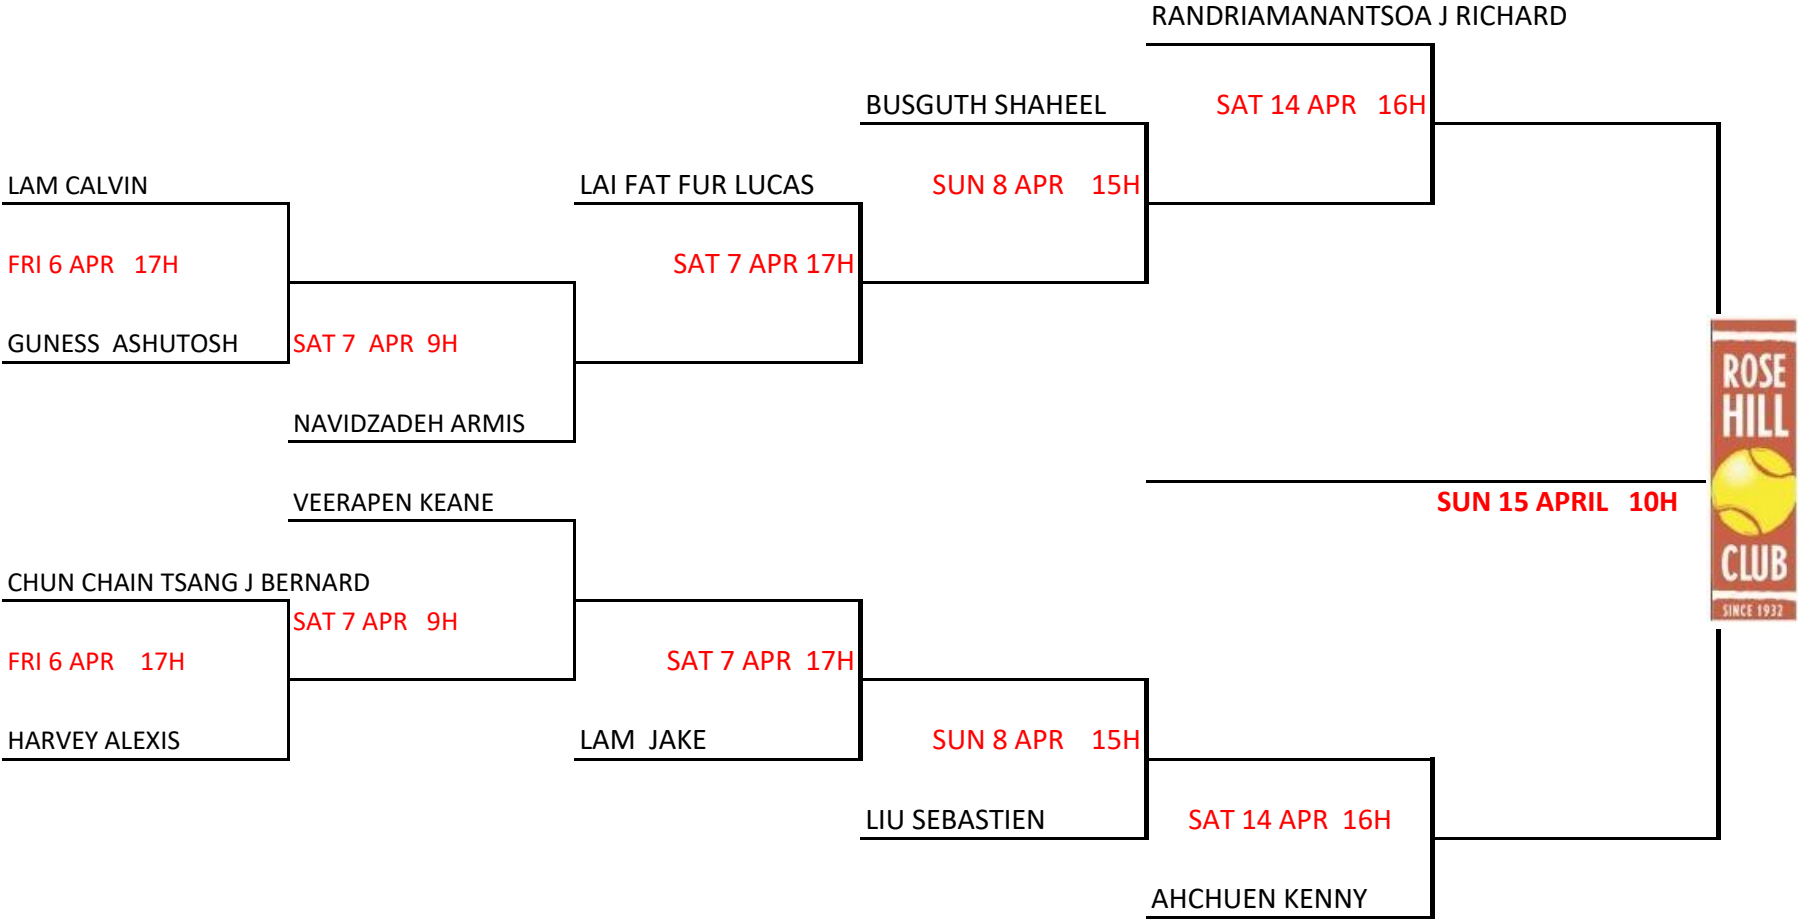 RANDRIAMANANTSOA J RICHARD
BUSGUTH SHAHEEL
SAT 14 APR 16H
LAM CALVIN
LAI FAT FUR LUCAS
SUN 8 APR 15H
FRI 6 APR 17H
SAT 7 APR 17H
GUNESS ASHUTOSH
SAT 7 APR 9H
NAVIDZADEH ARMIS
VEERAPEN KEANE
SUN 15 APRIL 10H
ROSE
HILL
CLUB
SINCE 1932
CHUN CHAIN TSANG J BERNARD
SAT 7 APR 9H
FRI 6 APR 17H
SAT 7 APR 17H
HARVEY ALEXIS
LAM JAKE
SUN 8 APR 15H
LIU SEBASTIEN
SAT 14 APR 16H
AHCHUEN KENNY